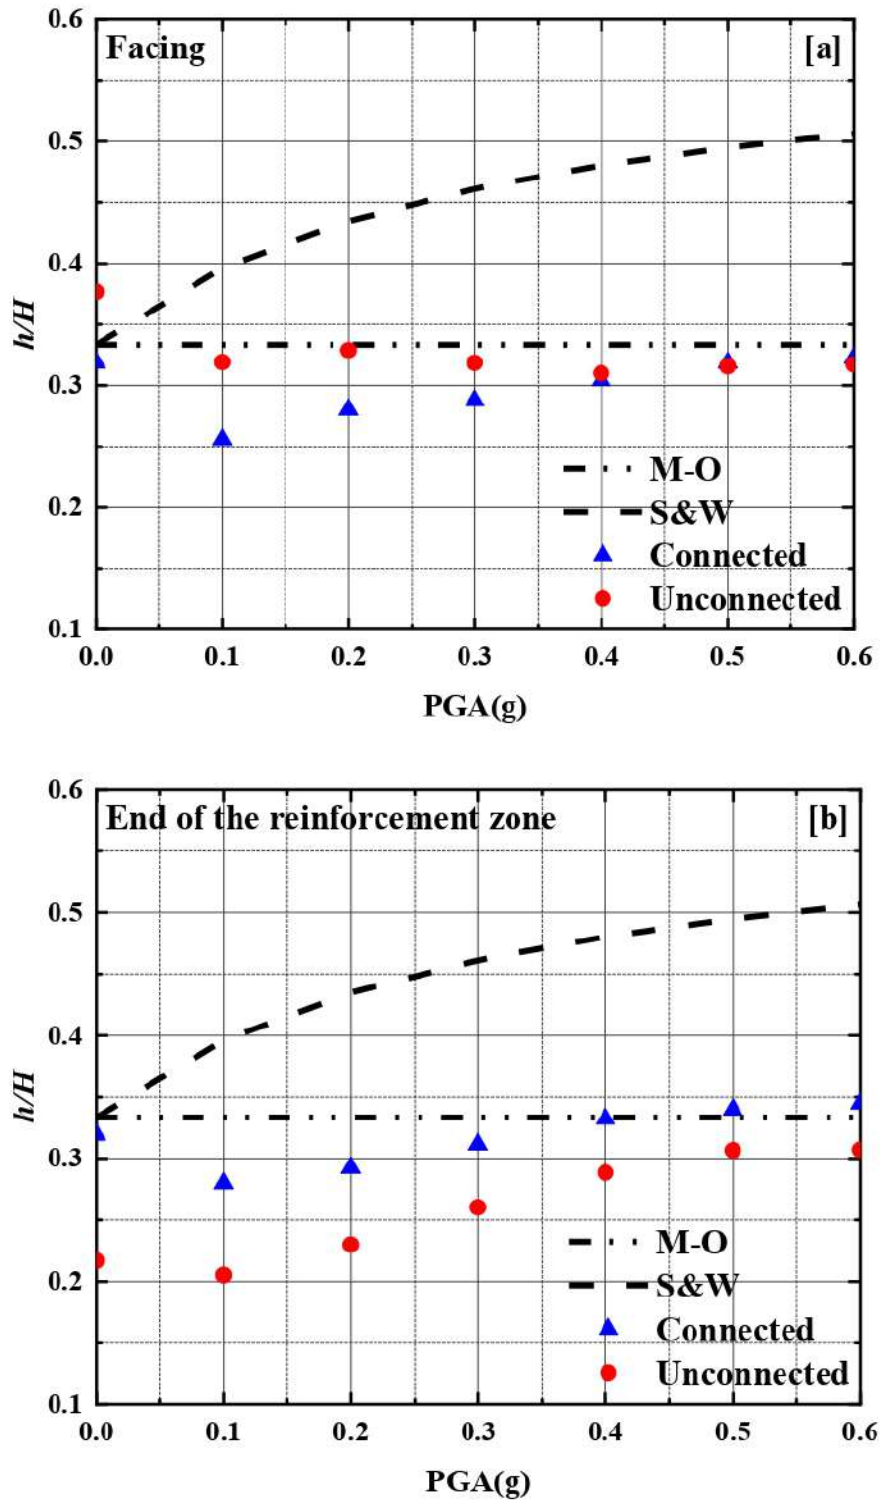 Facing
[a]
0.6
0.5
0.4
0.3
0.2
0.1
h/H
M-O
S&W
Connected
Unconnected
0.0 0.1 0.2 0.3 0.4 0.5 0.6
PGA(g)
End of the reinforcement zone
[b]
0.6
0.5
0.4
0.3
0.2
0.1
h/H
M-O
S&W
Connected
Unconnected
0.0 0.1 0.2 0.3 0.4 0.5 0.6
PGA(g)